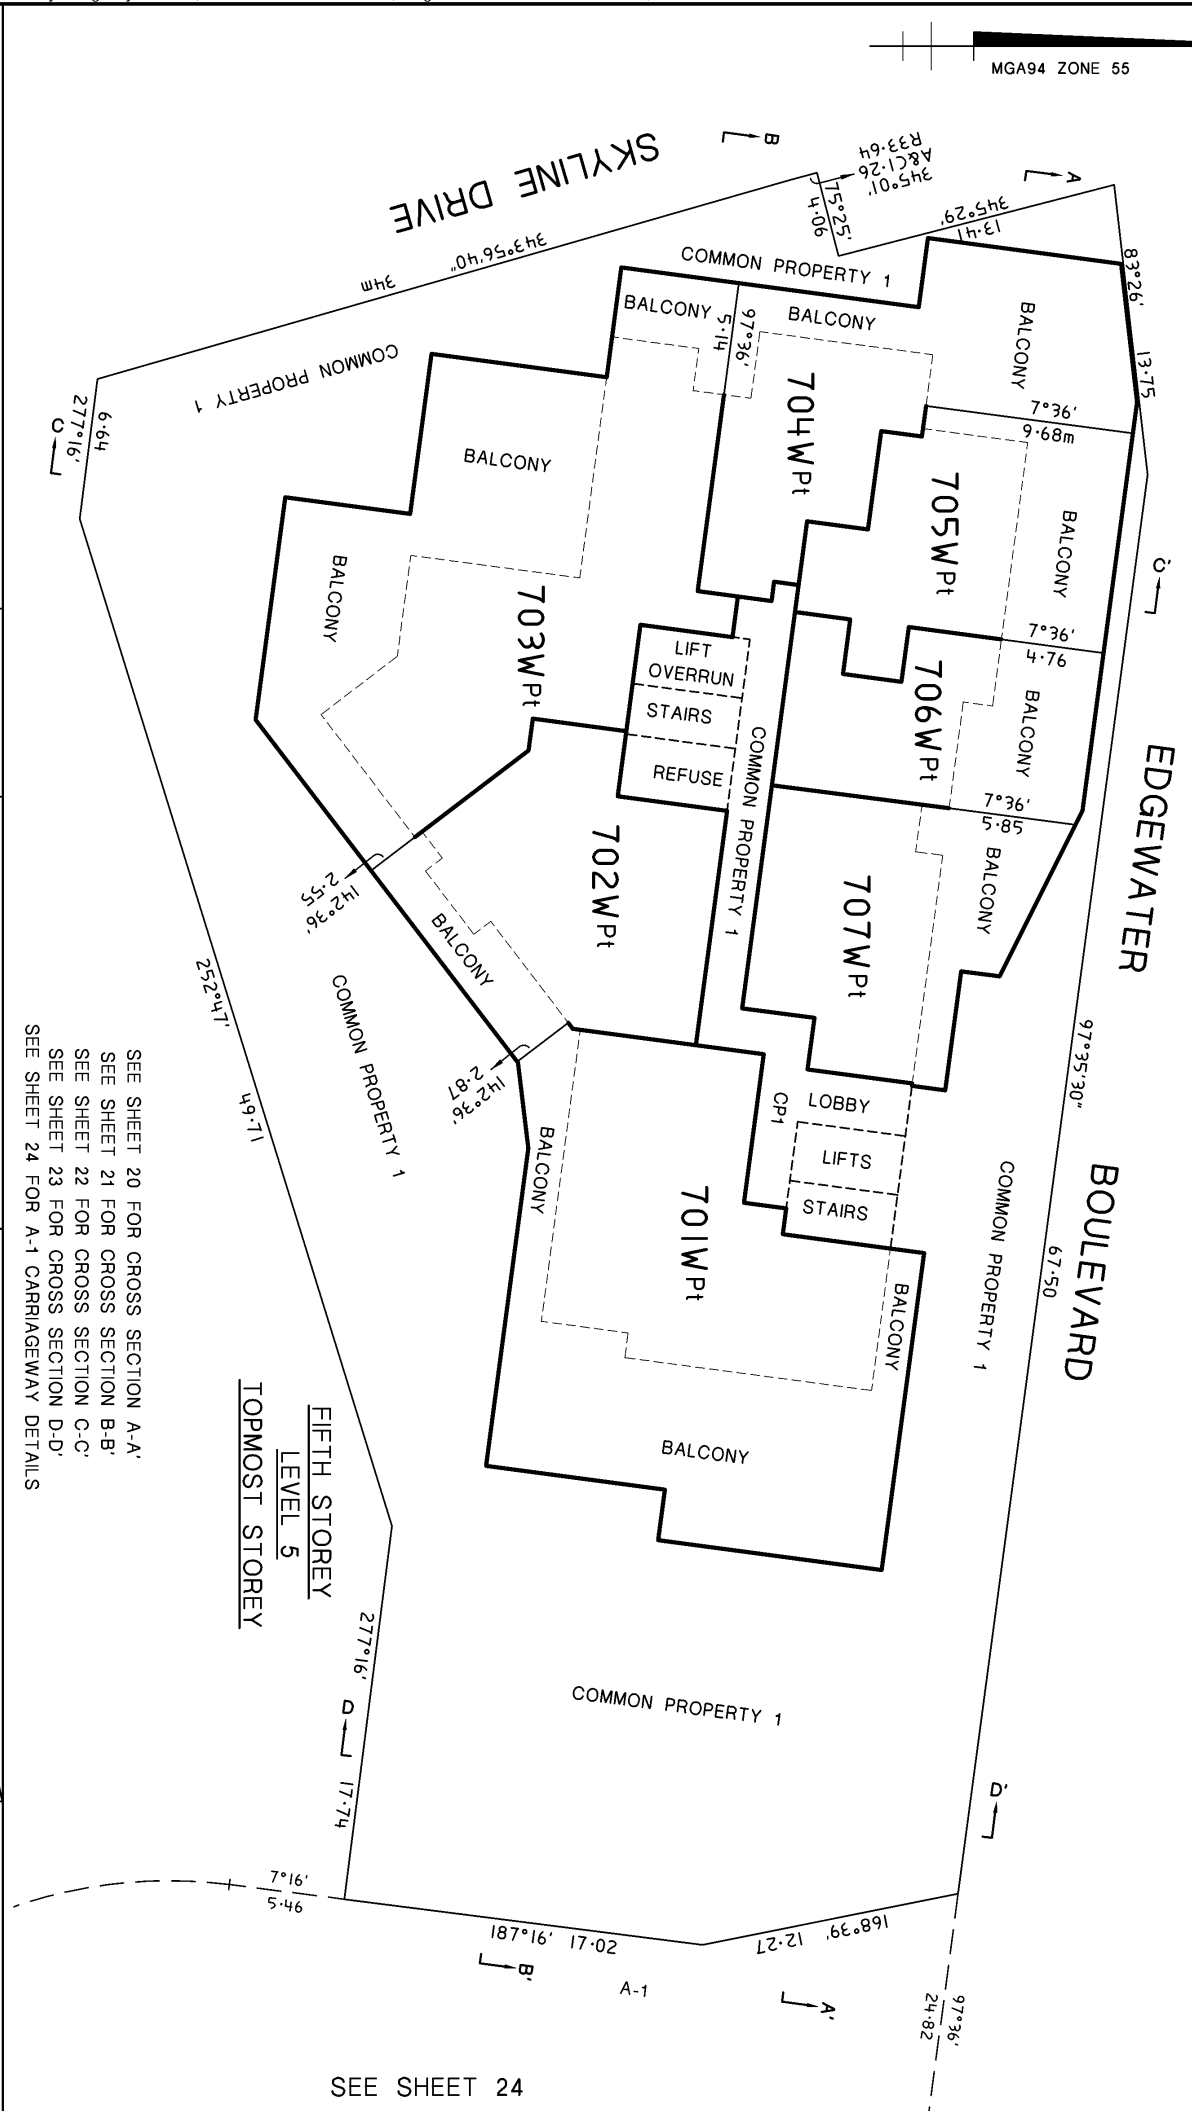 MGA94 ZONE 55
SKYLINE DRIVE
B
345°01'
A&C1·26
R33·64
75°25'
4·06
A
345°29'
13·41
83°26'
13·75
343°56'40"
34m
COMMON PROPERTY 1
COMMON PROPERTY 1
BALCONY
97°36'
5·14
BALCONY
BALCONY
704WPt
7°36'
9·68m
C
6·64
277°16'
BALCONY
BALCONY
703WPt
705WPt
BALCONY
C'
7°36'
4·76
LIFT
OVERRUN
STAIRS
REFUSE
COMMON PROPERTY 1
706WPt
BALCONY
7°36'
5·85
EDGEWATER
BOULEVARD
702WPt
BALCONY
142°36'
2·55
707WPt
BALCONY
142°36'
2·87
COMMON PROPERTY 1
252°47'
49·71
97°35'30"
67·50
LOBBY
CP1
LIFTS
STAIRS
COMMON PROPERTY 1
BALCONY
701WPt
BALCONY
BALCONY
SEE SHEET 20 FOR CROSS SECTION A-A'
SEE SHEET 21 FOR CROSS SECTION B-B'
SEE SHEET 22 FOR CROSS SECTION C-C'
SEE SHEET 23 FOR CROSS SECTION D-D'
SEE SHEET 24 FOR A-1 CARRIAGEWAY DETAILS
FIFTH STOREY
LEVEL 5
TOPMOST STOREY
277°16'
17·74
D
COMMON PROPERTY 1
D'
7°16'
5·46
187°16' 17·02
168°39' 12·27
B'
A-1
A'
97°36'
24·82
SEE SHEET 24